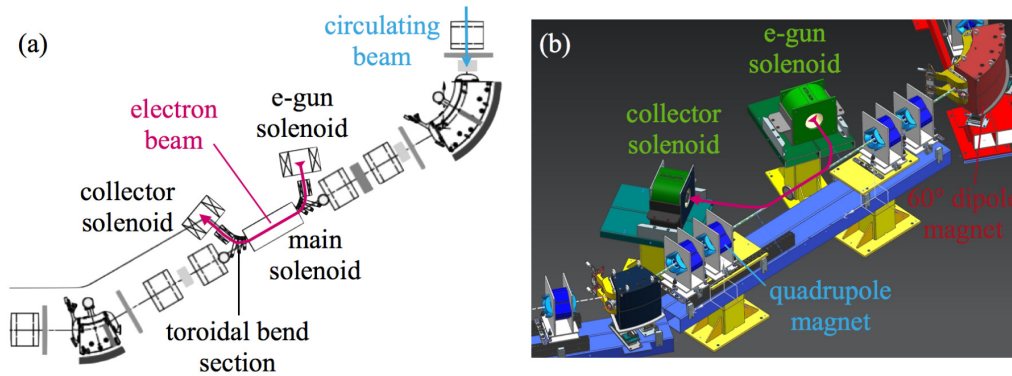 (a)
circulating
beam
e-gun
solenoid
electron
beam
collector
solenoid
main
solenoid
toroidal bend
section
(b)
e-gun
solenoid
collector
solenoid
60° dipole
magnet
quadrupole
magnet